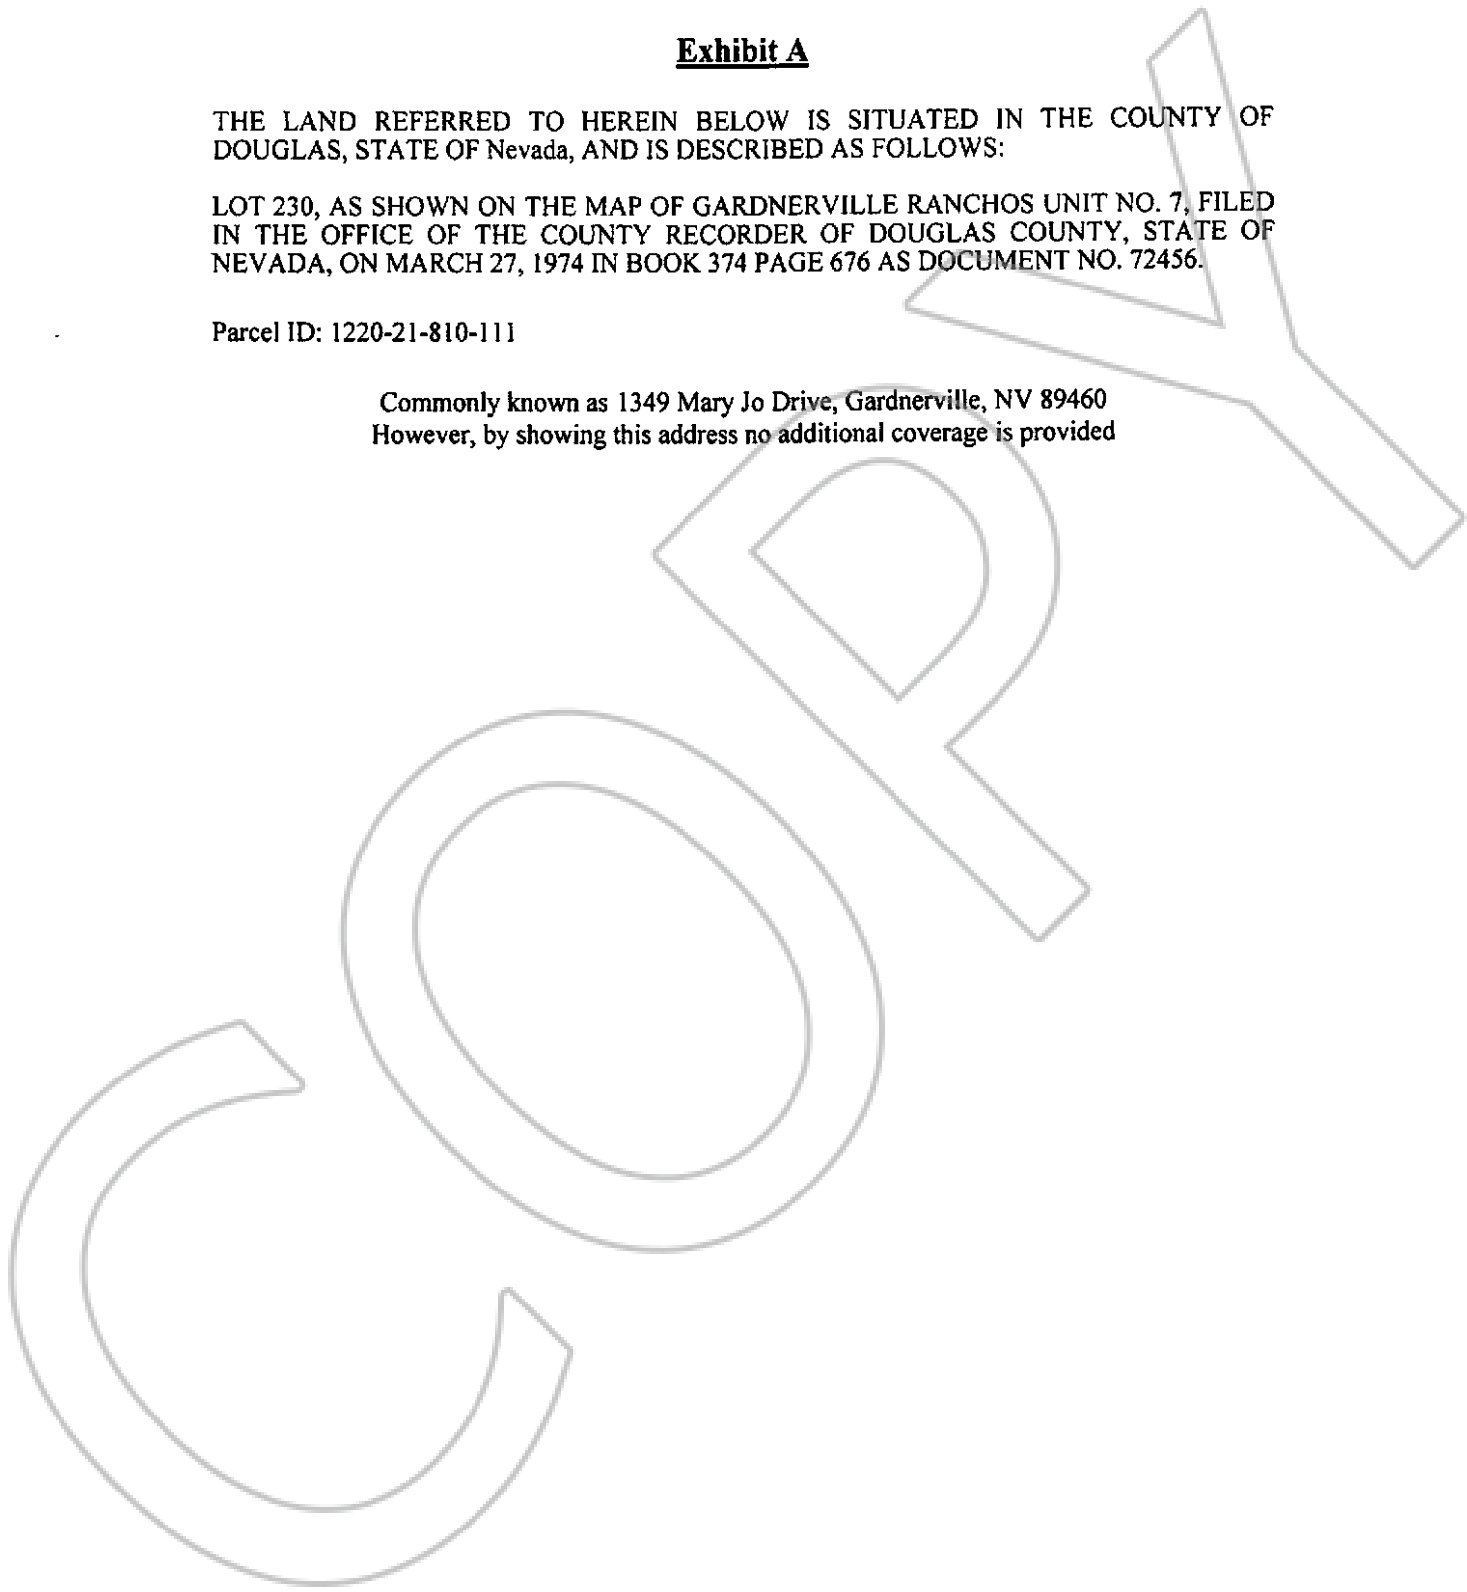 Exhibit A
THE LAND REFERRED TO HEREIN BELOW IS SITUATED IN THE COUNTY OF
DOUGLAS, STATE OF Nevada, AND IS DESCRIBED AS FOLLOWS:
LOT 230, AS SHOWN ON THE MAP OF GARDNERVILLE RANCHOS UNIT NO. 7, FILED
IN THE OFFICE OF THE COUNTY RECORDER OF DOUGLAS COUNTY, STATE OF
NEVADA, ON MARCH 27, 1974 IN BOOK 374 PAGE 676 AS DOCUMENT NO. 72456.
Parcel ID: 1220-21-810-111
Commonly known as 1349 Mary Jo Drive, Gardnerville, NV 89460
However, by showing this address no additional coverage is provided
COPY